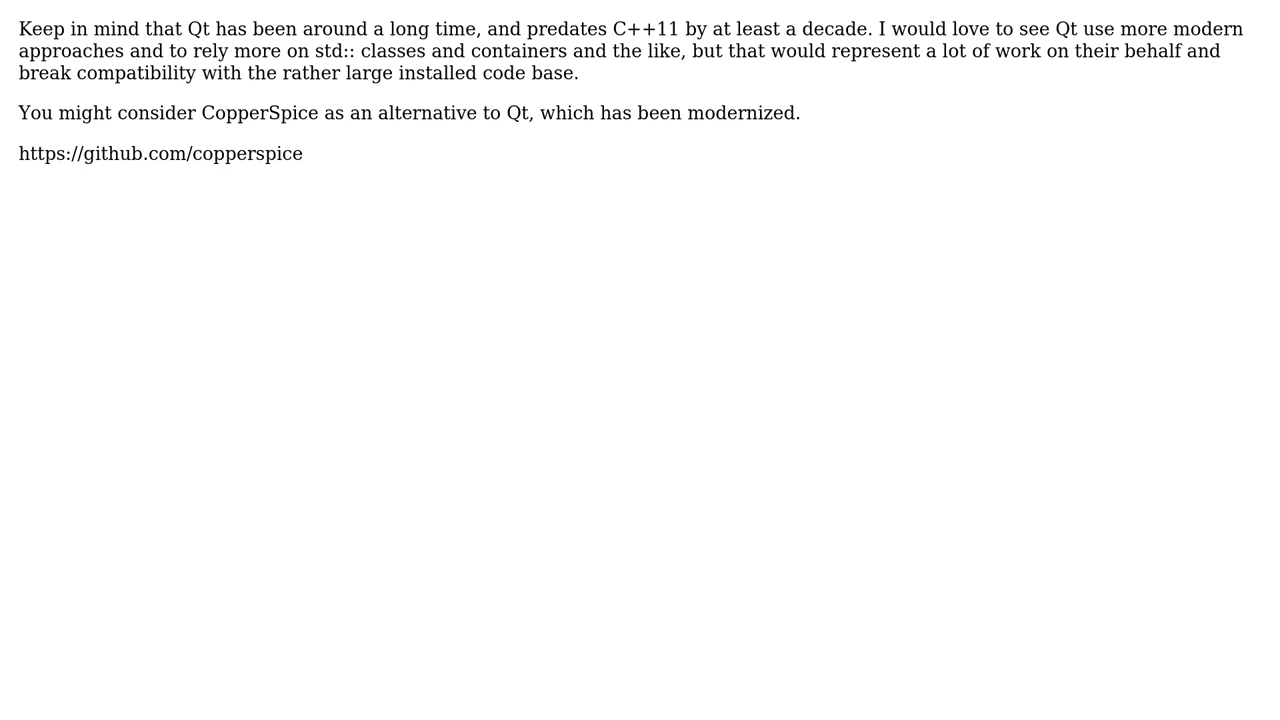 Keep in mind that Qt has been around a long time, and predates C++11 by at least a decade. I would love to see Qt use more modern
approaches and to rely more on std:: classes and containers and the like, but that would represent a lot of work on their behalf and
break compatibility with the rather large installed code base.
You might consider CopperSpice as an alternative to Qt, which has been modernized.
https://github.com/copperspice